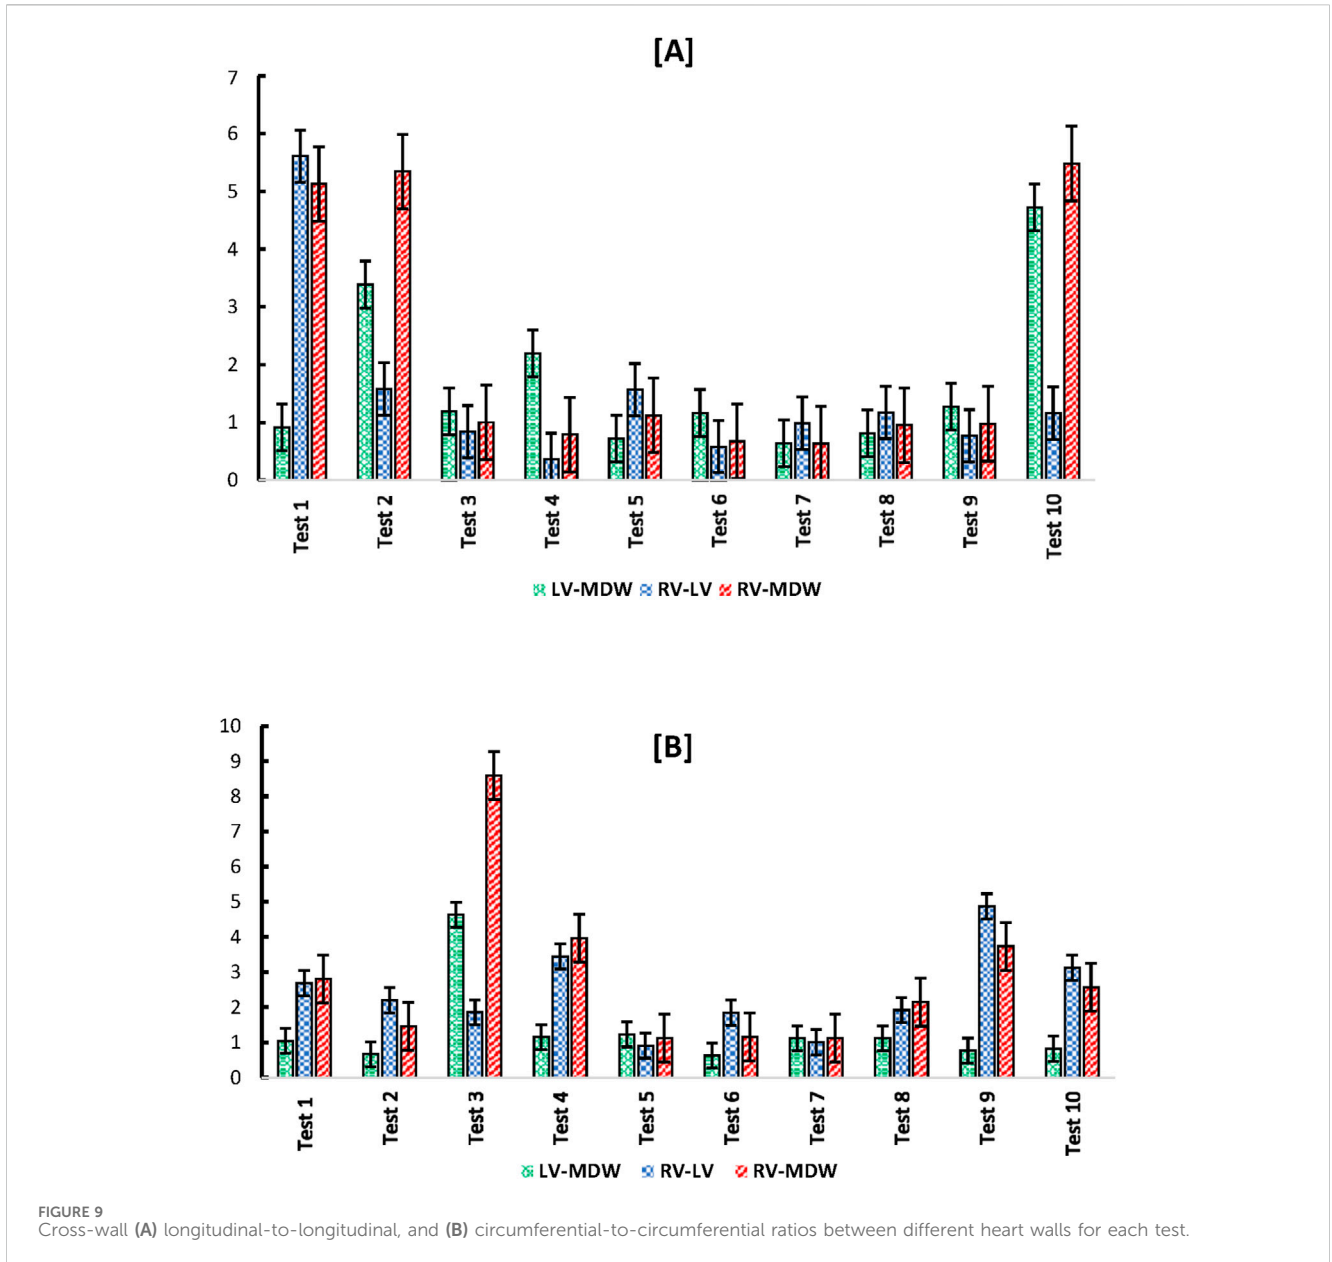 [A]
7
6
5
4
3
2
1
0
Test 1 Test 2 Test 3 Test 4 Test 5 Test 6 Test 7 Test 8 Test 9 Test 10
LV-MDW RV-LV RV-MDW
[B]
10
9
8
7
6
5
4
3
2
1
0
Test 1 Test 2 Test 3 Test 4 Test 5 Test 6 Test 7 Test 8 Test 9 Test 10
LV-MDW RV-LV RV-MDW
FIGURE 9
Cross-wall (A) longitudinal-to-longitudinal, and (B) circumferential-to-circumferential ratios between different heart walls for each test.